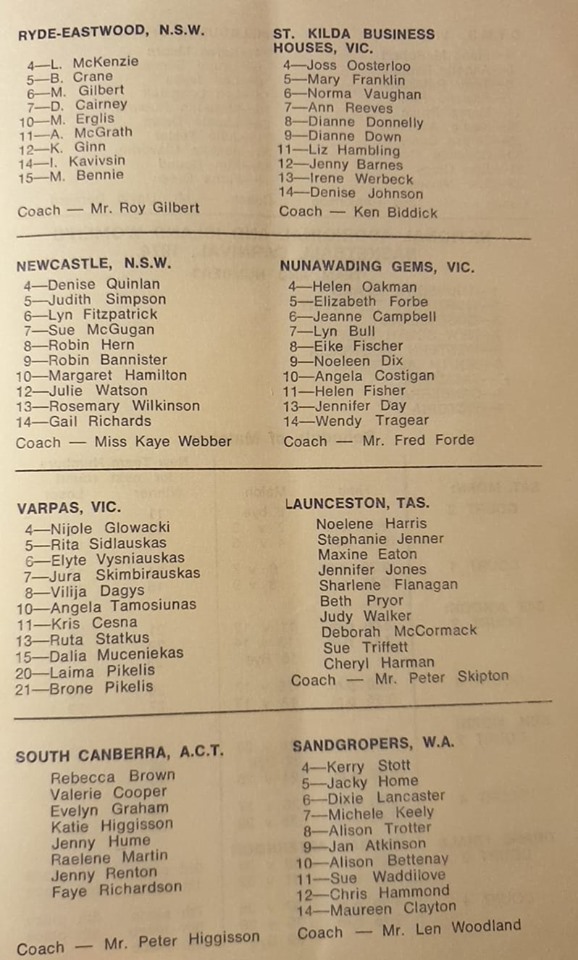 RYDE-EASTWOOD, N.S.W.
4—L. McKenzie
5—B. Crane
6—M. Gilbert
7—D. Cairney
10—M. Erglis
11—A. McGrath
12—K. Ginn
14—I. Kavivsin
15—M. Bennie
Coach — Mr. Roy Gilbert
ST. KILDA BUSINESS
HOUSES, VIC.
4—Joss Oosterloo
5—Mary Franklin
6—Norma Vaughan
7—Ann Reeves
8—Dianne Donnelly
9—Dianne Down
11—Liz Hambling
12—Jenny Barnes
13—Irene Werbeck
14—Denise Johnson
Coach — Ken Biddick
NEWCASTLE, N.S.W.
4—Denise Quinlan
5—Judith Simpson
6—Lyn Fitzpatrick
7—Sue McGugan
8—Robin Hern
9—Robin Bannister
10—Margaret Hamilton
12—Julie Watson
13—Rosemary Wilkinson
14—Gail Richards
Coach — Miss Kaye Webber
NUNAWADING GEMS, VIC.
4—Helen Oakman
5—Elizabeth Forbe
6—Jeanne Campbell
7—Lyn Bull
8—Eike Fischer
9—Noeleen Dix
10—Angela Costigan
11—Helen Fisher
13—Jennifer Day
14—Wendy Tragear
Coach — Mr. Fred Forde
VARPAS, VIC.
4—Nijole Glowacki
5—Rita Sidlauskas
6—Elyte Vysniauskas
7—Jura Skimbirauskas
8—Vilija Dagys
10—Angela Tamosiunas
11—Kris Cesna
13—Ruta Statkus
15—Dalia Muceniekas
20—Laima Pikelis
21—Brone Pikelis
LAUNCESTON, TAS.
Noelene Harris
Stephanie Jenner
Maxine Eaton
Jennifer Jones
Sharlene Flanagan
Beth Pryor
Judy Walker
Deborah McCormack
Sue Triffett
Cheryl Harman
Coach — Mr. Peter Skipton
SOUTH CANBERRA, A.C.T.
Rebecca Brown
Valerie Cooper
Evelyn Graham
Katie Higgisson
Jenny Hume
Raelene Martin
Jenny Renton
Faye Richardson
Coach — Mr. Peter Higgisson
SANDGROPERS, W.A.
4—Kerry Stott
5—Jacky Home
6—Dixie Lancaster
7—Michele Keely
8—Alison Trotter
9—Jan Atkinson
10—Alison Bettenay
11—Sue Waddilove
12—Chris Hammond
14—Maureen Clayton
Coach — Mr. Len Woodland